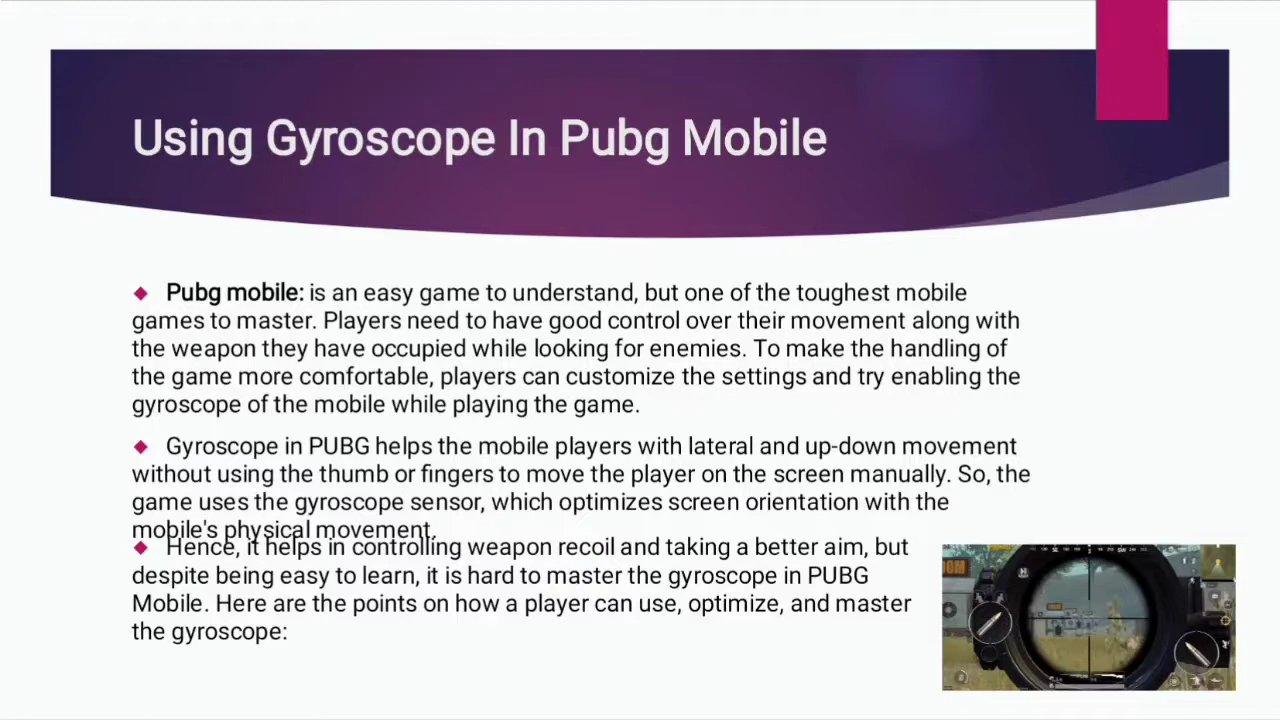 Using Gyroscope In Pubg Mobile
Pubg mobile: is an easy game to understand, but one of the toughest mobile
games to master. Players need to have good control over their movement along with
the weapon they have occupied while looking for enemies. To make the handling of
the game more comfortable, players can customize the settings and try enabling the
gyroscope of the mobile while playing the game.
Gyroscope in PUBG helps the mobile players with lateral and up-down movement
without using the thumb or fingers to move the player on the screen manually. So, the
game uses the gyroscope sensor, which optimizes screen orientation with the
mobile's physical movement.
Hence, it helps in controlling weapon recoil and taking a better aim, but
despite being easy to learn, it is hard to master the gyroscope in PUBG
Mobile. Here are the points on how a player can use, optimize, and master
the gyroscope: